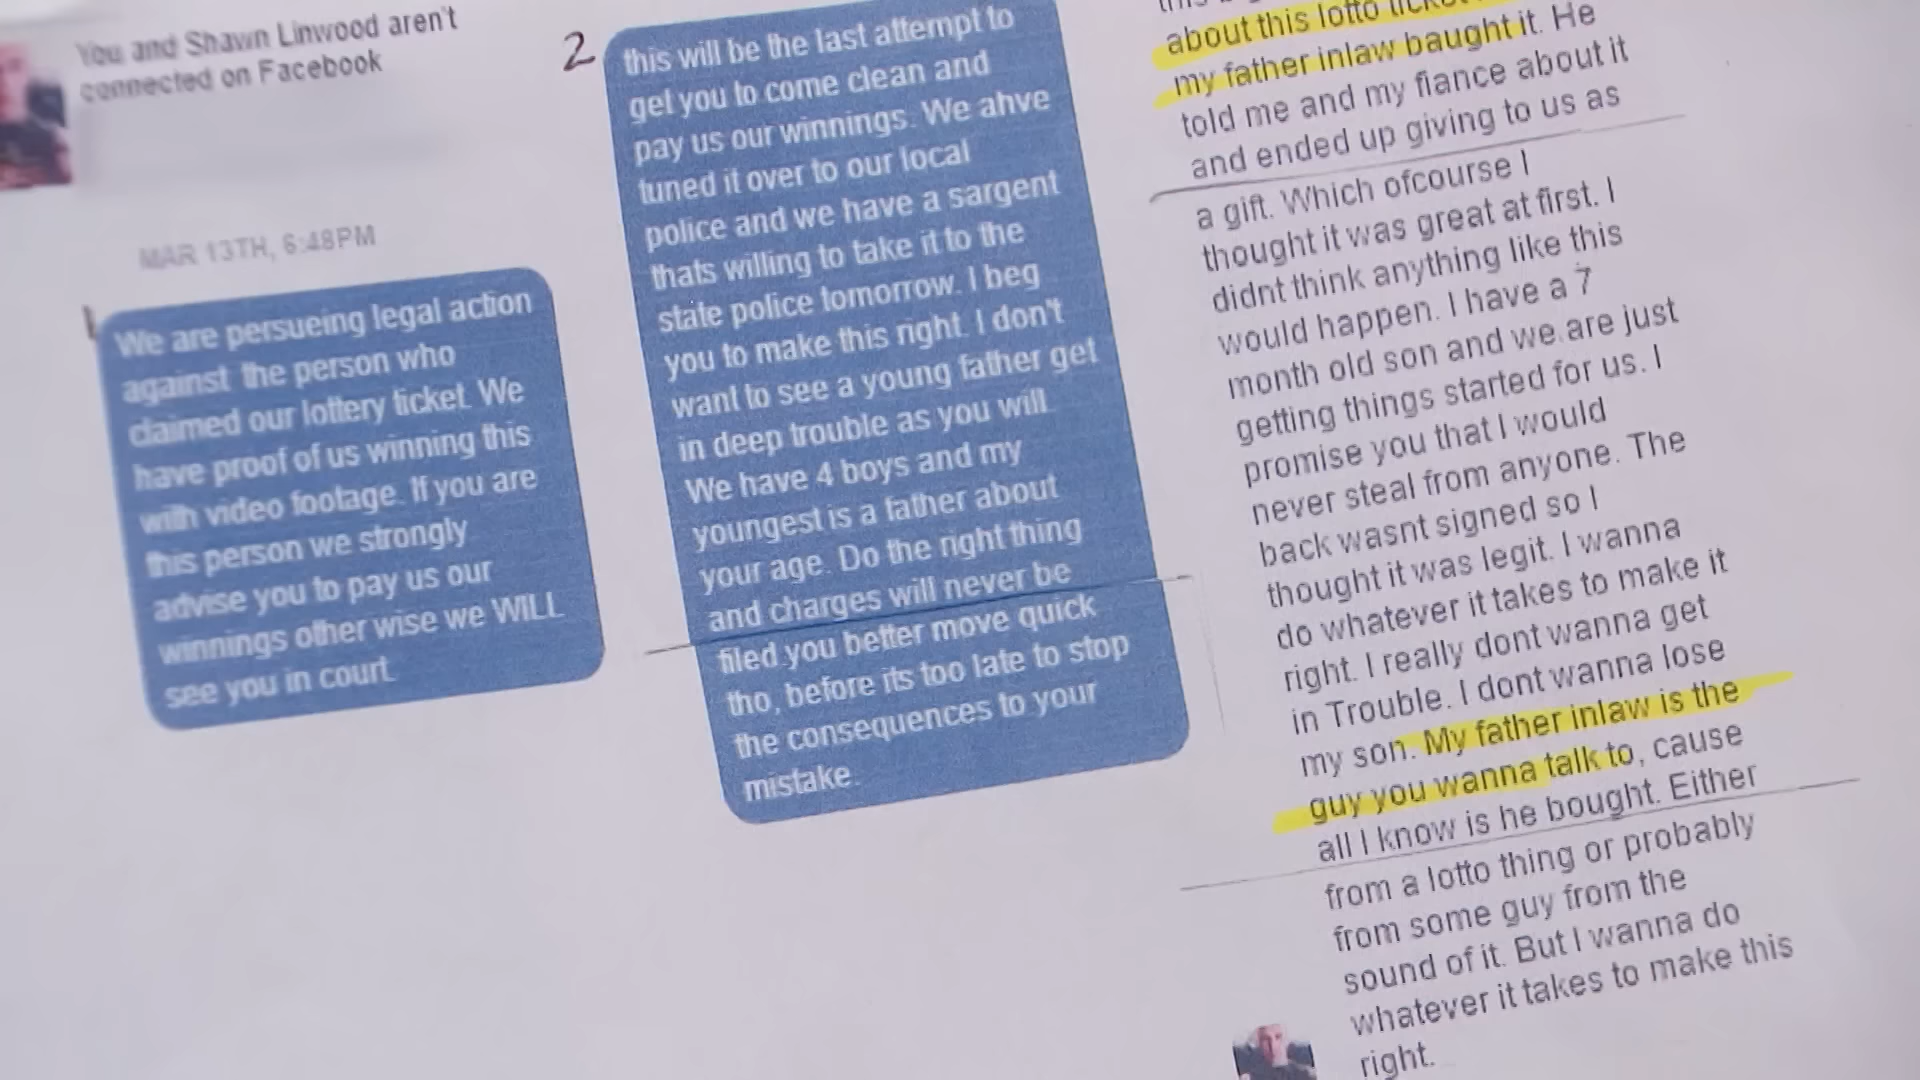 You and Shawn Linwood aren't
connected on Facebook
MAR 13TH, 6:48PM
1
We are persueing legal action
against the person who
claimed our lottery ticket. We
have proof of us winning this
with video footage. If you are
this person we strongly
advise you to pay us our
winnings other wise we WILL
see you in court.
2
this will be the last attempt to
get you to come clean and
pay us our winnings. We ahve
tuned it over to our local
police and we have a sargent
thats willing to take it to the
state police tomorrow. I beg
you to make this right. I don't
want to see a young father get
in deep trouble as you will.
We have 4 boys and my
youngest is a father about
your age. Do the right thing
and charges will never be
filed.you better move quick
tho, before its too late to stop
the consequences to your
mistake.
about this lotto
my father inlaw baught it. He
told me and my fiance about it
and ended up giving to us as
a gift. Which ofcourse I
thought it was great at first. I
didnt think anything like this
would happen. I have a 7
month old son and we are just
getting things started for us. I
promise you that I would
never steal from anyone. The
back wasnt signed so I
thought it was legit. I wanna
do whatever it takes to make it
right. I really dont wanna get
in Trouble. I dont wanna lose
my son. My father inlaw is the
guy you wanna talk to, cause
all I know is he bought. Either
from a lotto thing or probably
from some guy from the
sound of it. But I wanna do
whatever it takes to make this
right.